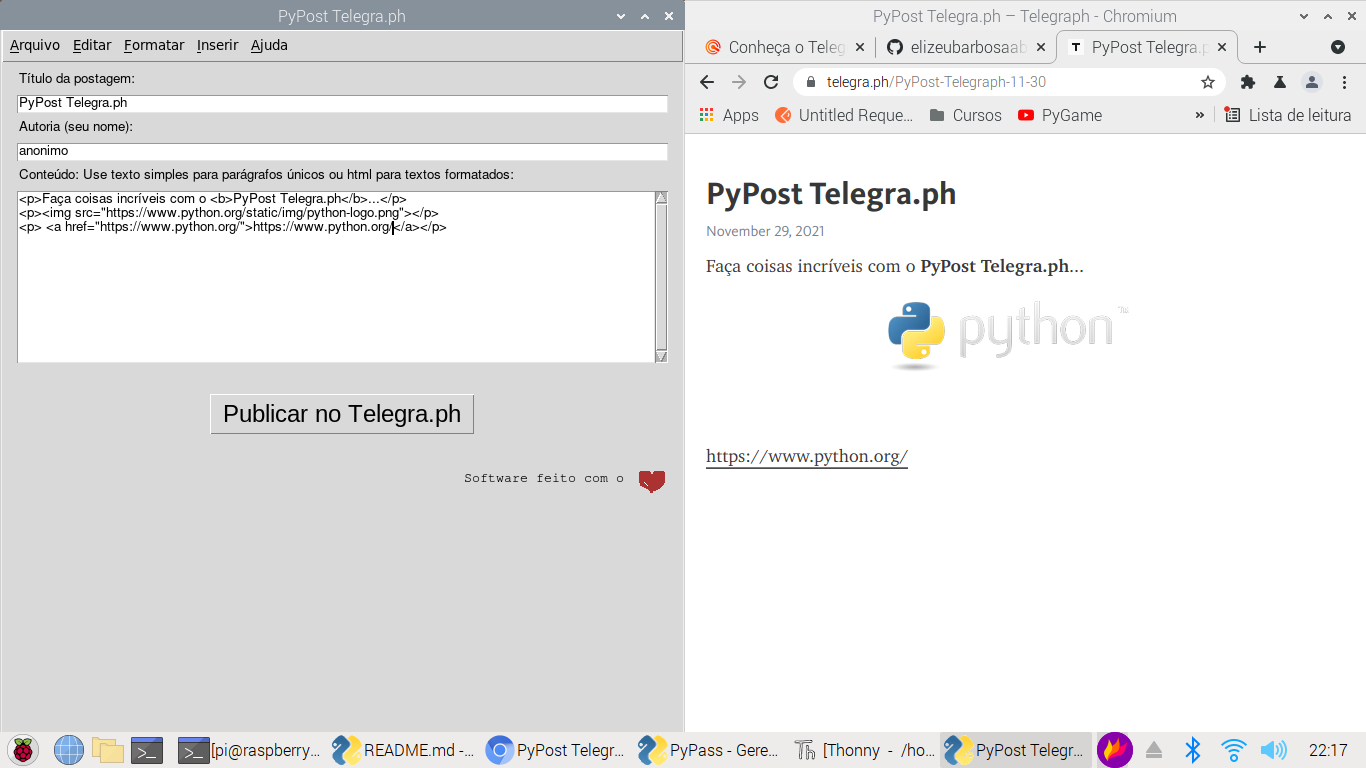 PyPost Telegra.ph
Arquivo Editar Formatar Inserir Ajuda
Título da postagem:
PyPost Telegra.ph
Autoria (seu nome):
anonimo
Conteúdo: Use texto simples para parágrafos únicos ou html para textos formatados:
<p>Faça coisas incríveis com o <b>PyPost Telegra.ph</b>...</p>
<p><img src="https://www.python.org/static/img/python-logo.png"></p>
<p> <a href="https://www.python.org/">https://www.python.org/</a></p>
Publicar no Telegra.ph
Software feito com o
PyPost Telegra.ph – Telegraph - Chromium
Conheça o Teleg
elizeubarbosaab
PyPost Telegra.p
telegra.ph/PyPost-Telegraph-11-30
Apps Untitled Reque... Cursos PyGame » Lista de leitura
PyPost Telegra.ph
November 29, 2021
Faça coisas incríveis com o PyPost Telegra.ph...
python™
https://www.python.org/
[pi@raspberry... README.md -... PyPost Telegr... PyPass - Gere... Th [Thonny - /ho... PyPost Telegr... 22:17